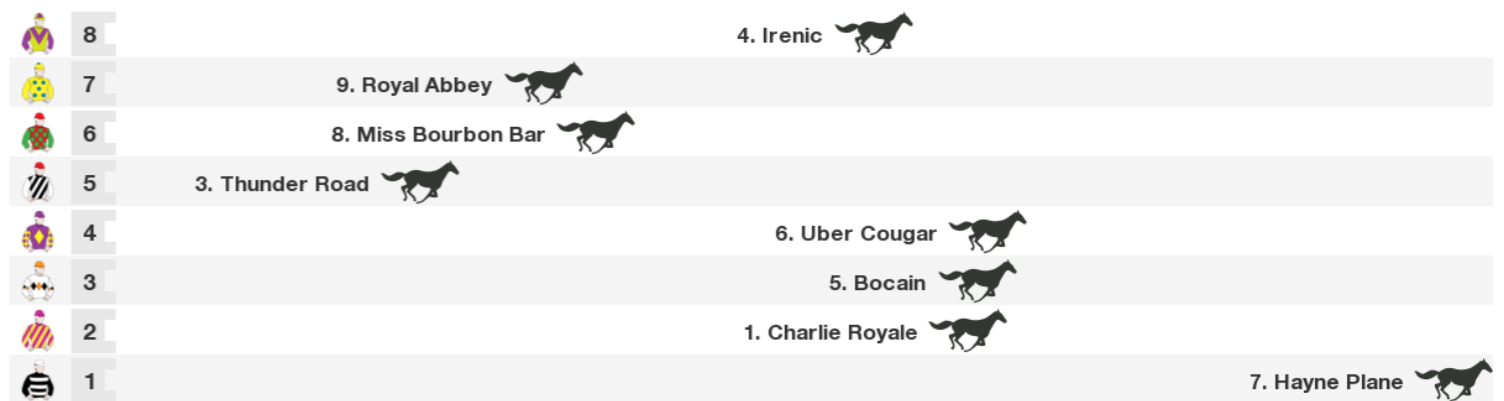 8 4. Irenic
7 9. Royal Abbey
6 8. Miss Bourbon Bar
5 3. Thunder Road
4 6. Uber Cougar
3 5. Bocain
2 1. Charlie Royale
1 7. Hayne Plane